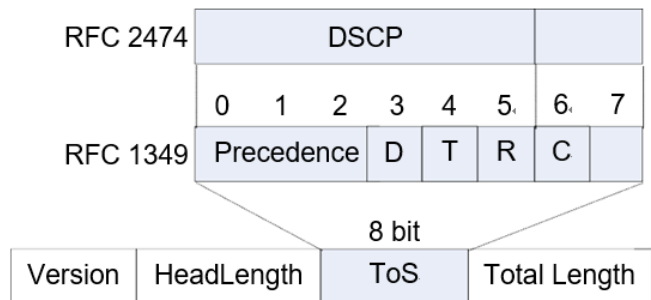 RFC 2474 DSCP
0 1 2 3 4 5 6 7
RFC 1349 Precedence D T R C
8 bit
Version HeadLength ToS Total Length